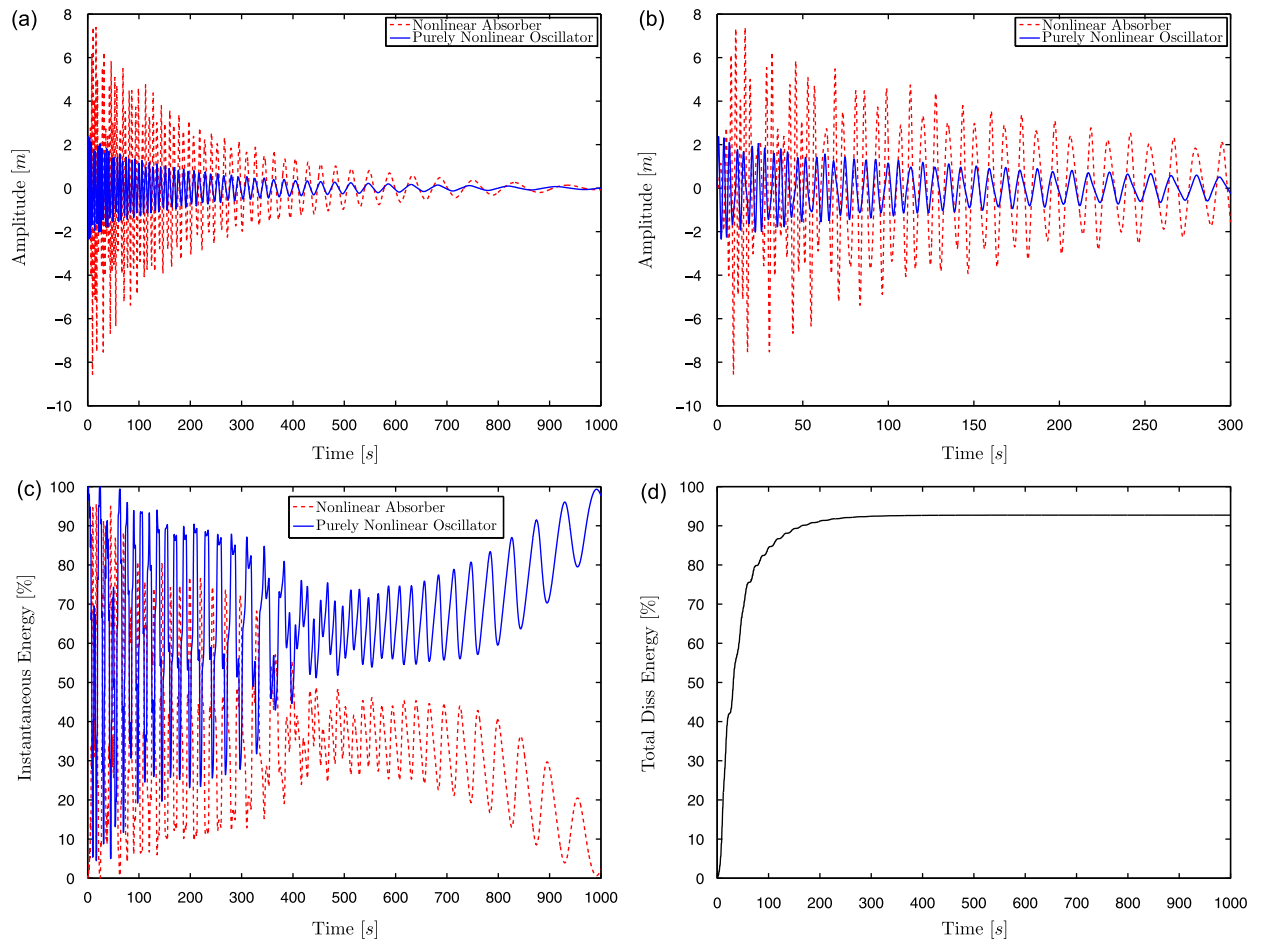 (a)
8
6
4
2
0
−2
−4
−6
−8
−10
Amplitude [m]
Nonlinear Absorber
Purely Nonlinear Oscillator
0 100 200 300 400 500 600 700 800 900 1000
Time [s]
(b)
8
6
4
2
0
−2
−4
−6
−8
−10
Amplitude [m]
Nonlinear Absorber
Purely Nonlinear Oscillator
0 50 100 150 200 250 300
Time [s]
(c)
100
90
80
70
60
50
40
30
20
10
0
Instantaneous Energy [%]
Nonlinear Absorber
Purely Nonlinear Oscillator
0 100 200 300 400 500 600 700 800 900 1000
Time [s]
(d)
100
90
80
70
60
50
40
30
20
10
0
Total Diss Energy [%]
0 100 200 300 400 500 600 700 800 900 1000
Time [s]